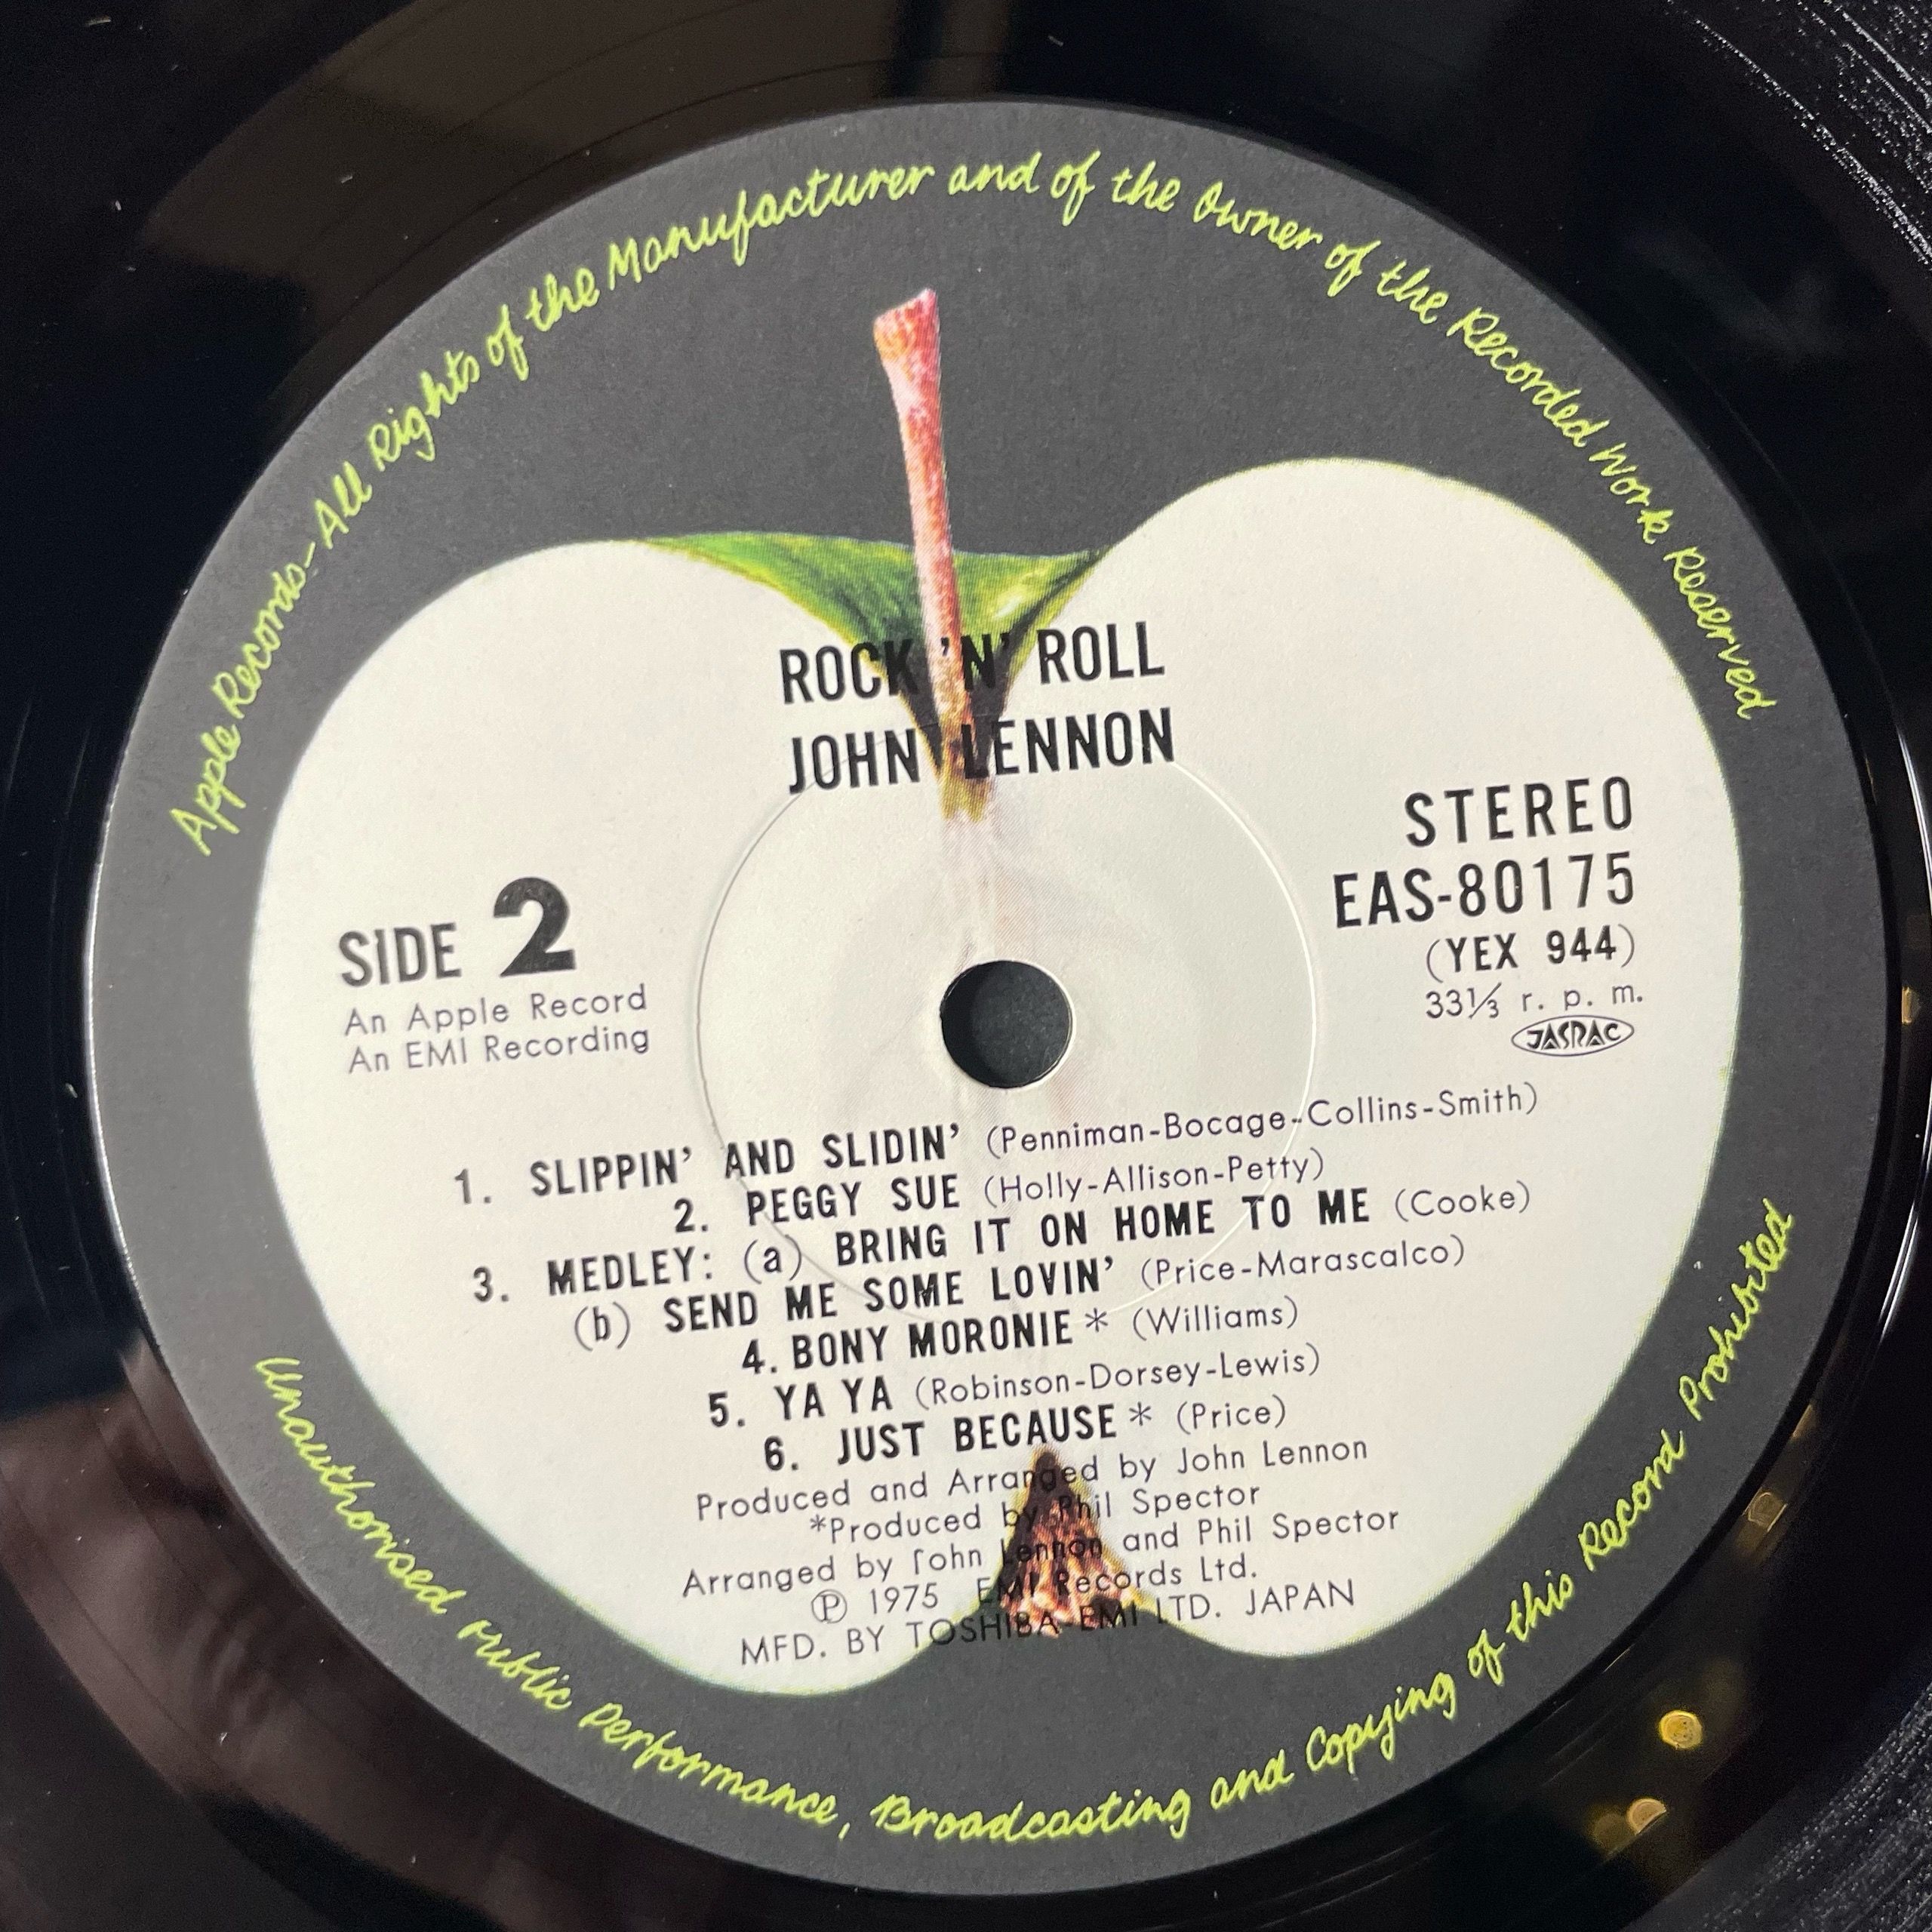 Apple Records-All Rights of the Manufacturer and of the Owner of the Recorded Work Reserved
ROCK 'N' ROLL
JOHN LENNON
STEREO
EAS-80175
(YEX 944)
33⅓ r. p. m.
JASRAC
SIDE 2
An Apple Record
An EMI Recording
1. SLIPPIN' AND SLIDIN' (Penniman-Bocage-Collins-Smith)
2. PEGGY SUE (Holly-Allison-Petty)
3. MEDLEY: (a) BRING IT ON HOME TO ME (Cooke)
(b) SEND ME SOME LOVIN' (Price-Marascalco)
4. BONY MORONIE * (Williams)
5. YA YA (Robinson-Dorsey-Lewis)
6. JUST BECAUSE * (Price)
Produced and Arranged by John Lennon
*Produced by Phil Spector
Arranged by John Lennon and Phil Spector
℗ 1975 EMI Records Ltd.
MFD. BY TOSHIBA-EMI LTD. JAPAN
Unauthorised Public Performance, Broadcasting and Copying of this Record Prohibited